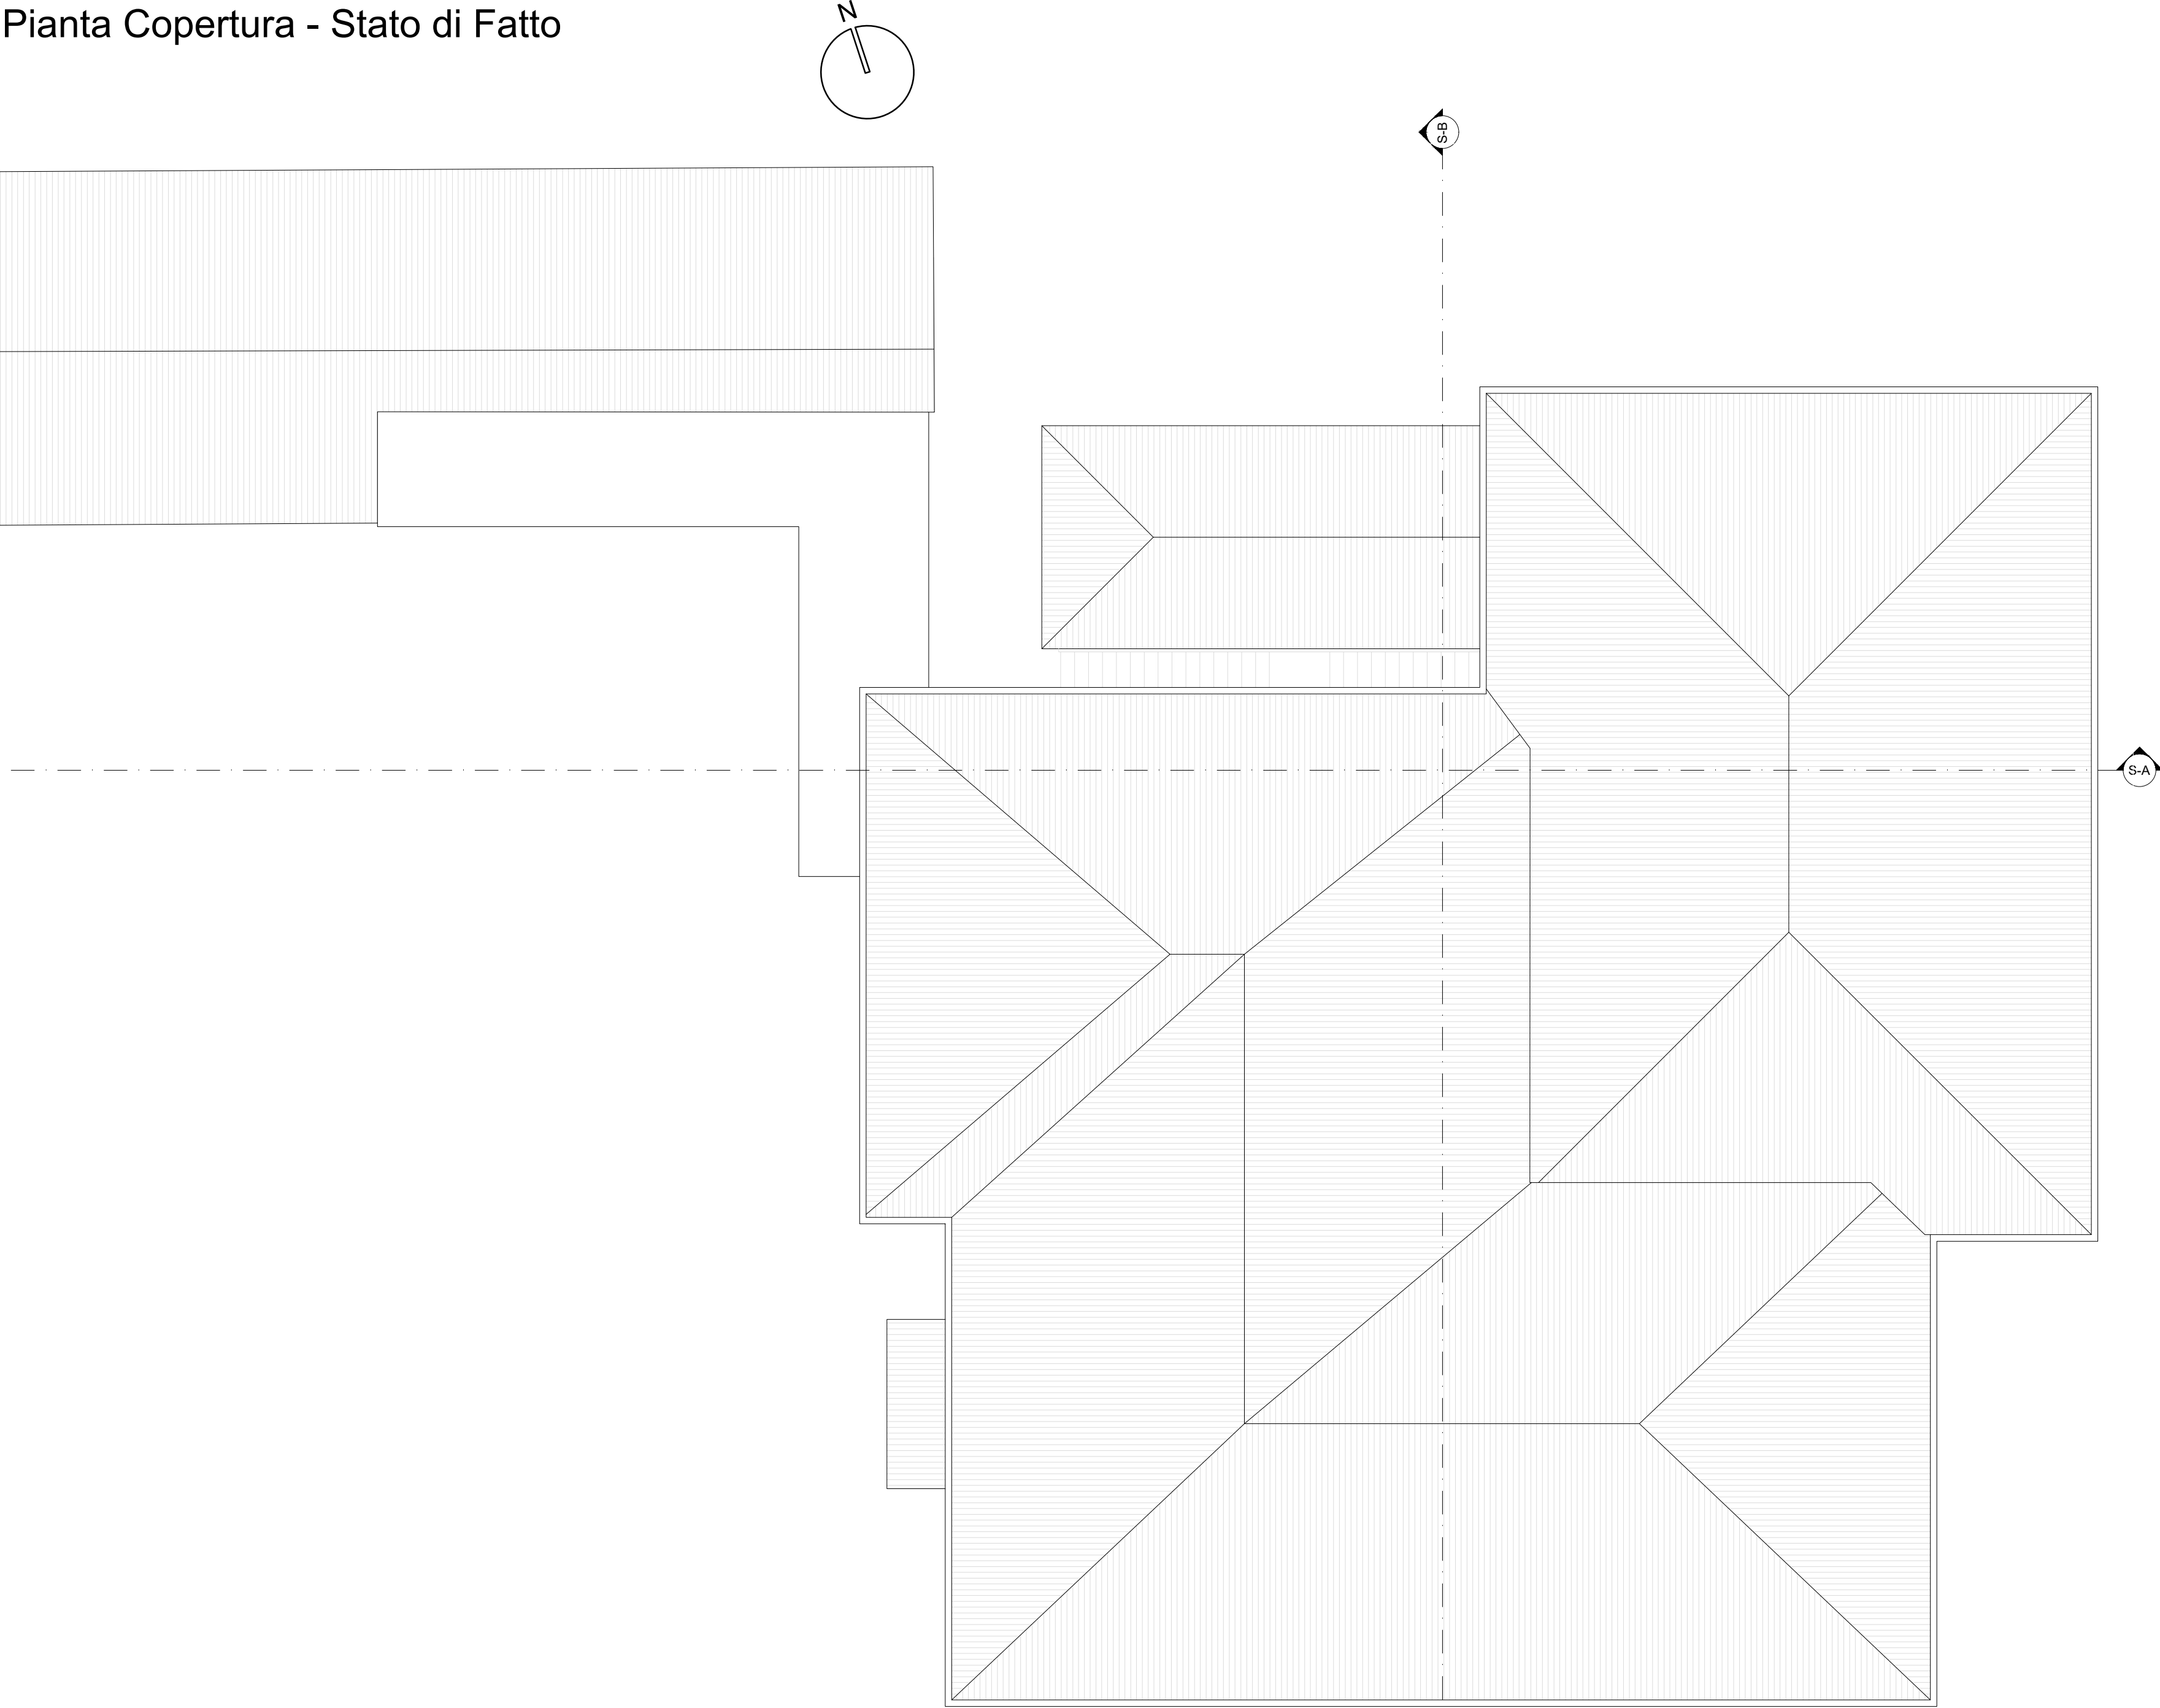 Pianta Copertura - Stato di Fatto
N
S-B
S-A